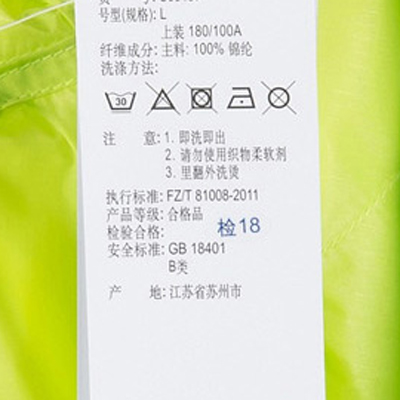 号型(规格): L
上装 180/100A
纤维成分: 主料: 100% 锦纶
洗涤方法:
30
注 意: 1. 即洗即出
2. 请勿使用织物柔软剂
3. 里翻外洗烫
执行标准: FZ/T 81008-2011
产品等级: 合格品
检验合格: 检18
安全标准: GB 18401
B类
产 地: 江苏省苏州市